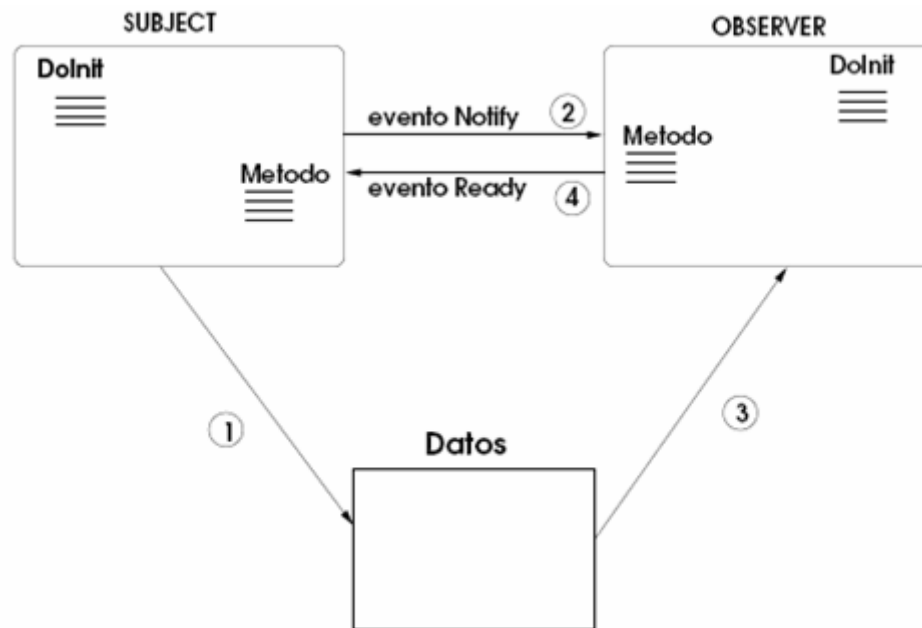 SUBJECT
OBSERVER
DoInit
DoInit
evento Notify
2
Metodo
Metodo
evento Ready
4
1
3
Datos